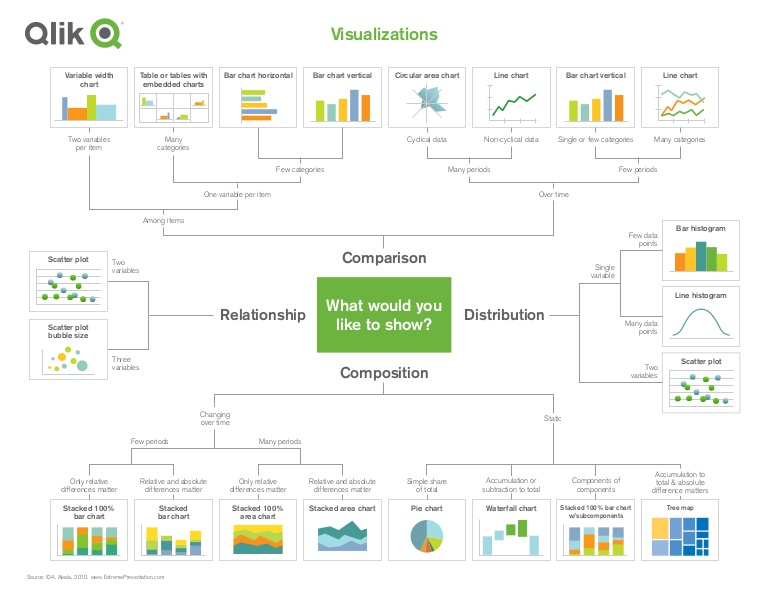 Qlik
Visualizations
Variable width
chart
Table or tables with
embedded charts
Bar chart horizontal
Bar chart vertical
Circular area chart
Line chart
Bar chart vertical
Line chart
Two variables
per item
Many
categories
Cyclical data
Non-cyclical data
Single or few categories
Many categories
Few categories
Many periods
Few periods
One variable per item
Over time
Among items
Comparison
Scatter plot
Two
variables
Scatter plot
bubble size
Three
variables
Relationship
What would you
like to show?
Distribution
Single
variable
Few data
points
Bar histogram
Many data
points
Line histogram
Two
variables
Scatter plot
Composition
Changing
over time
Static
Few periods
Many periods
Only relative
differences matter
Relative and absolute
differences matter
Only relative
differences matter
Relative and absolute
differences matter
Simple share
of total
Accumulation or
subtraction to total
Components of
components
Accumulation to
total & absolute
difference matters
Stacked 100%
bar chart
Stacked
bar chart
Stacked 100%
area chart
Stacked area chart
Pie chart
Waterfall chart
Stacked 100% bar chart
w/subcomponents
Tree map
Source: ©A. Abela, 2010. www.ExtremePresentation.com